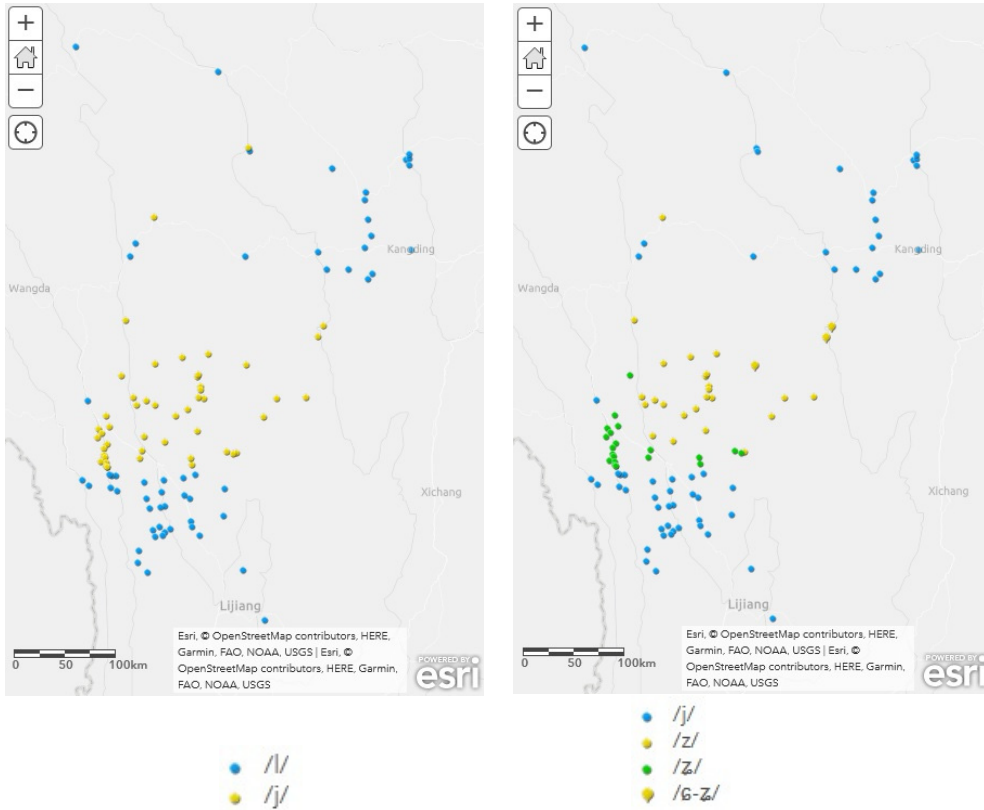 +
−
Wangda
Kangding
Xichang
Lijiang
0 50 100km
Esri, © OpenStreetMap contributors, HERE,
Garmin, FAO, NOAA, USGS | Esri, ©
OpenStreetMap contributors, HERE, Garmin,
FAO, NOAA, USGS
POWERED BY
esri
/l/
/j/
+
−
Wangda
Kangding
Xichang
Lijiang
0 50 100km
Esri, © OpenStreetMap contributors, HERE,
Garmin, FAO, NOAA, USGS | Esri, ©
OpenStreetMap contributors, HERE, Garmin,
FAO, NOAA, USGS
POWERED BY
esri
/j/
/z/
/ʑ/